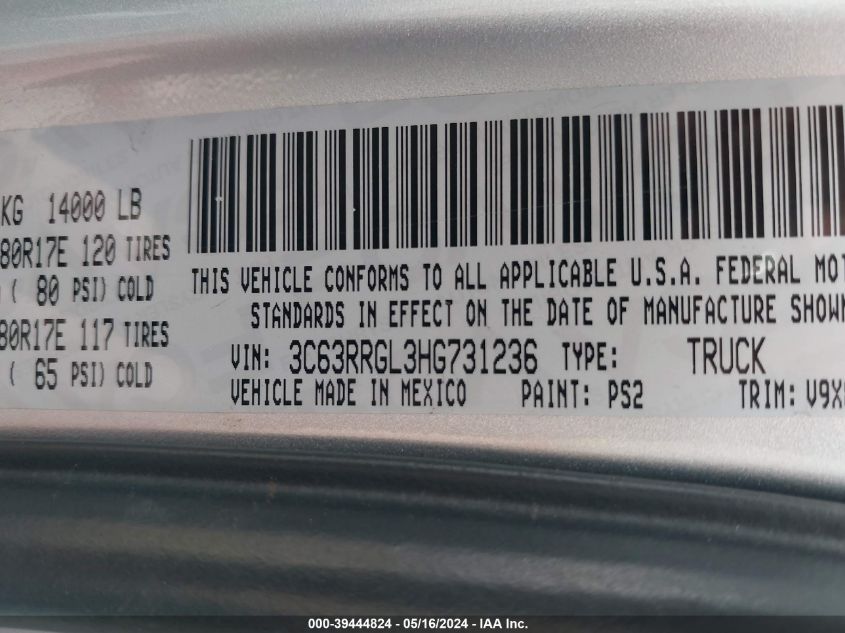 KG 14000 LB
80R17E 120 TIRES
( 80 PSI) COLD
80R17E 117 TIRES
( 65 PSI) COLD
THIS VEHICLE CONFORMS TO ALL APPLICABLE U.S.A. FEDERAL MOT
STANDARDS IN EFFECT ON THE DATE OF MANUFACTURE SHOWN
VIN: 3C63RRGL3HG731236 TYPE: TRUCK
VEHICLE MADE IN MEXICO PAINT: PS2 TRIM: V9X
000-39444824 - 05/16/2024 - IAA Inc.